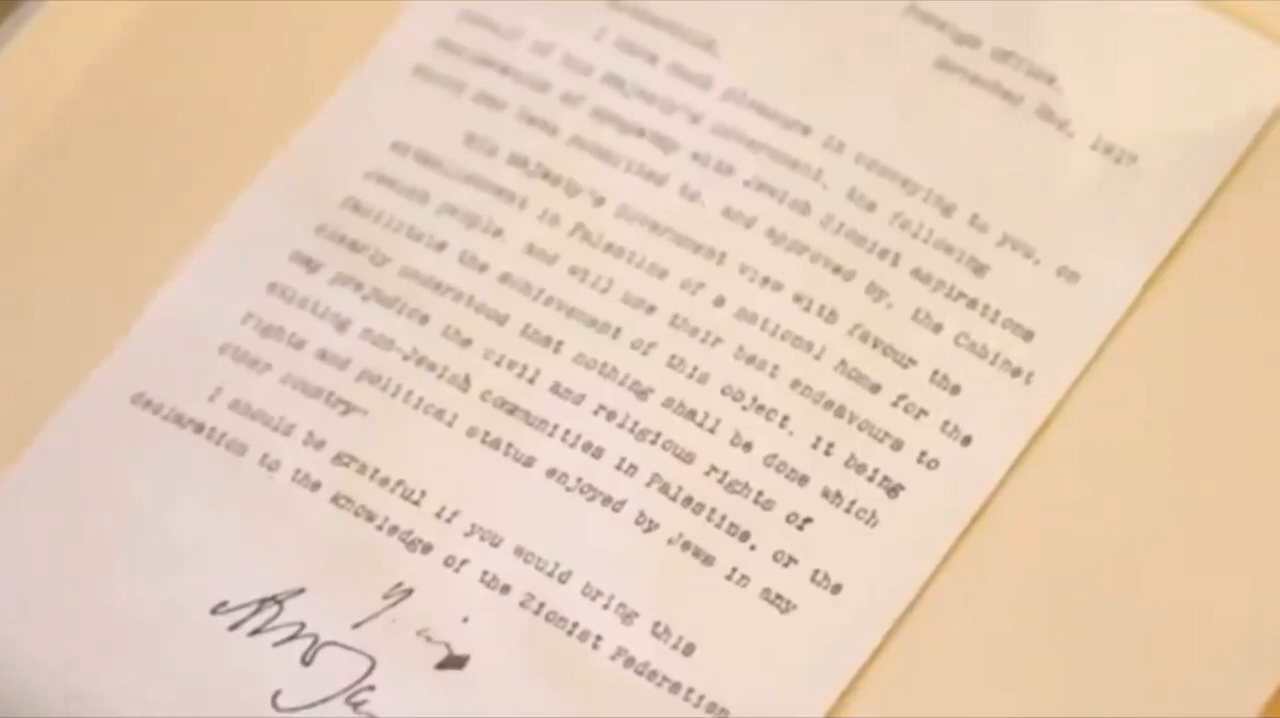 Foreign Office,
November 2nd, 1917.
I have much pleasure in conveying to you, on
behalf of His Majesty's Government, the following
declaration of sympathy with Jewish Zionist aspirations
which has been submitted to, and approved by, the Cabinet
His Majesty's Government view with favour the
establishment in Palestine of a national home for the
Jewish people, and will use their best endeavours to
facilitate the achievement of this object, it being
clearly understood that nothing shall be done which
may prejudice the civil and religious rights of
existing non-Jewish communities in Palestine, or the
rights and political status enjoyed by Jews in any
other country"
I should be grateful if you would bring this
declaration to the knowledge of the Zionist Federation